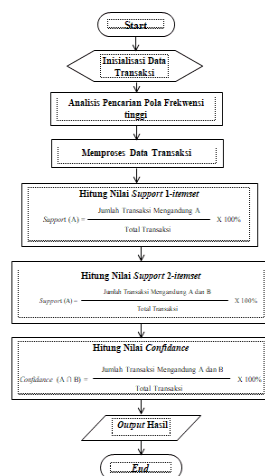 Start
Inisialisasi Data
Transaksi
Analisis Pencarian Pola Frekwensi
tinggi
Memproses Data Transaksi
Hitung Nilai Support 1-itemset
Jumlah Transaksi Mengandung A
Support (A) = X 100%
Total Transaksi
Hitung Nilai Support 2-itemset
Jumlah Transaksi Mengandung A dan B
Support (A) = X 100%
Total Transaksi
Hitung Nilai Confidance
Jumlah Transaksi Mengandung A dan B
Confidance (A ∩ B) = X 100%
Total Transaksi
Output Hasil
End